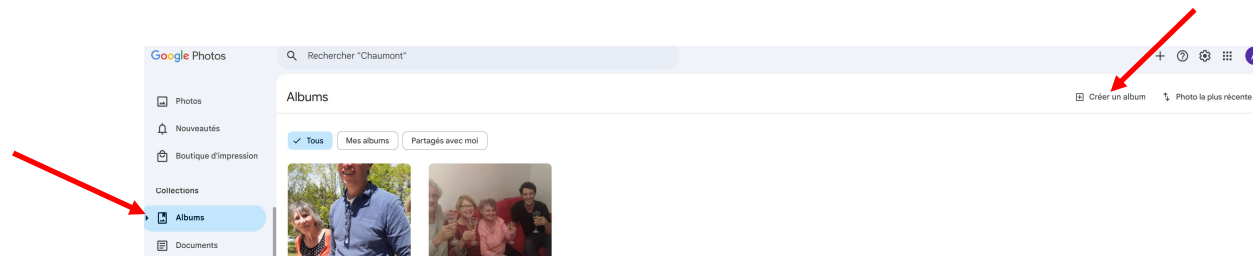 Google Photos
Rechercher "Chaumont"
Photos
Nouveautés
Boutique d'impression
Collections
Albums
Documents
Albums
Créer un album
Photo la plus récente
Tous
Mes albums
Partagés avec moi